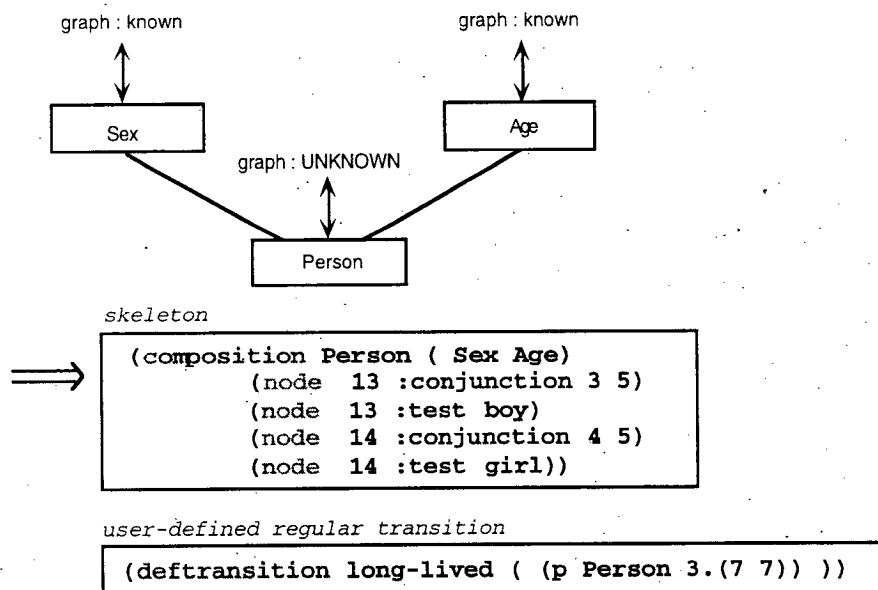 graph : known
graph : known
Sex
Age
graph : UNKNOWN
Person
skeleton
(composition Person ( Sex Age)
(node 13 :conjunction 3 5)
(node 13 :test boy)
(node 14 :conjunction 4 5)
(node 14 :test girl))
user-defined regular transition
(deftransition long-lived ( (p Person 3.(7 7)) ))